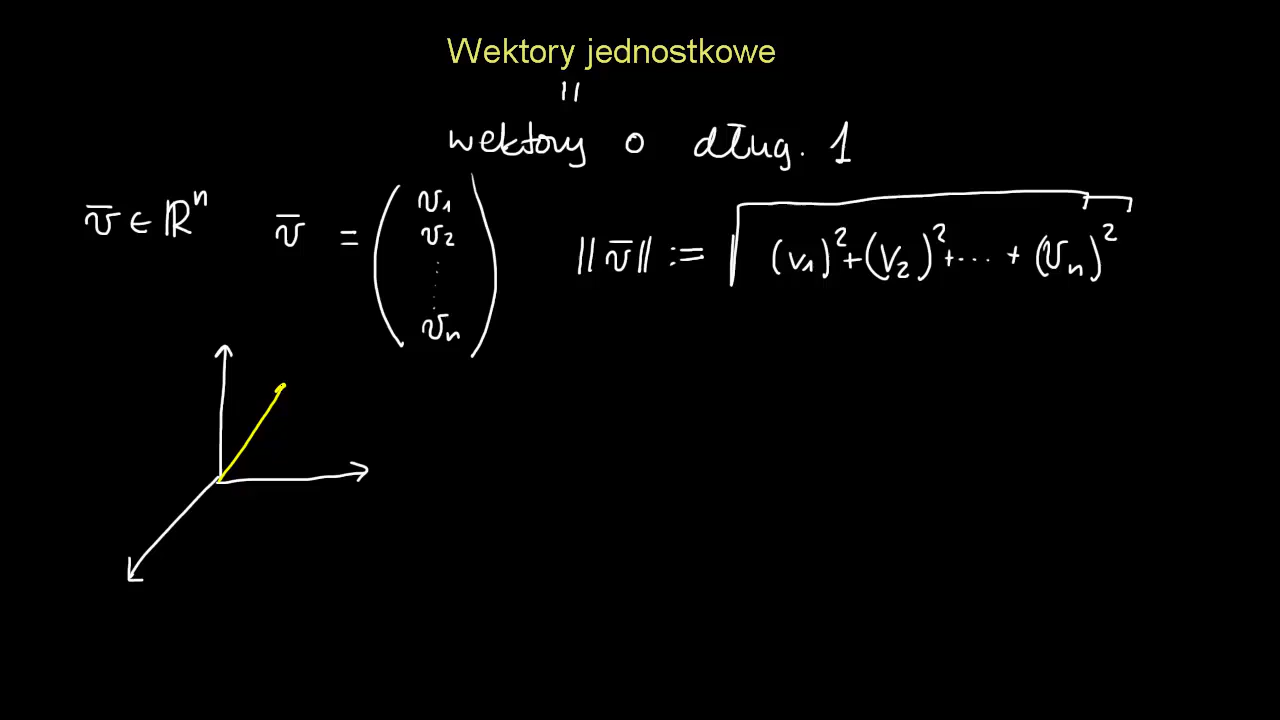 Wektory jednostkowe
||
wektory o dług. 1
v̅ ∈ ℝⁿ v̅ = (v₁ v₂ ⋮ vₙ) ||v̅|| := √((v₁)² + (v₂)² + ... + (vₙ)²)